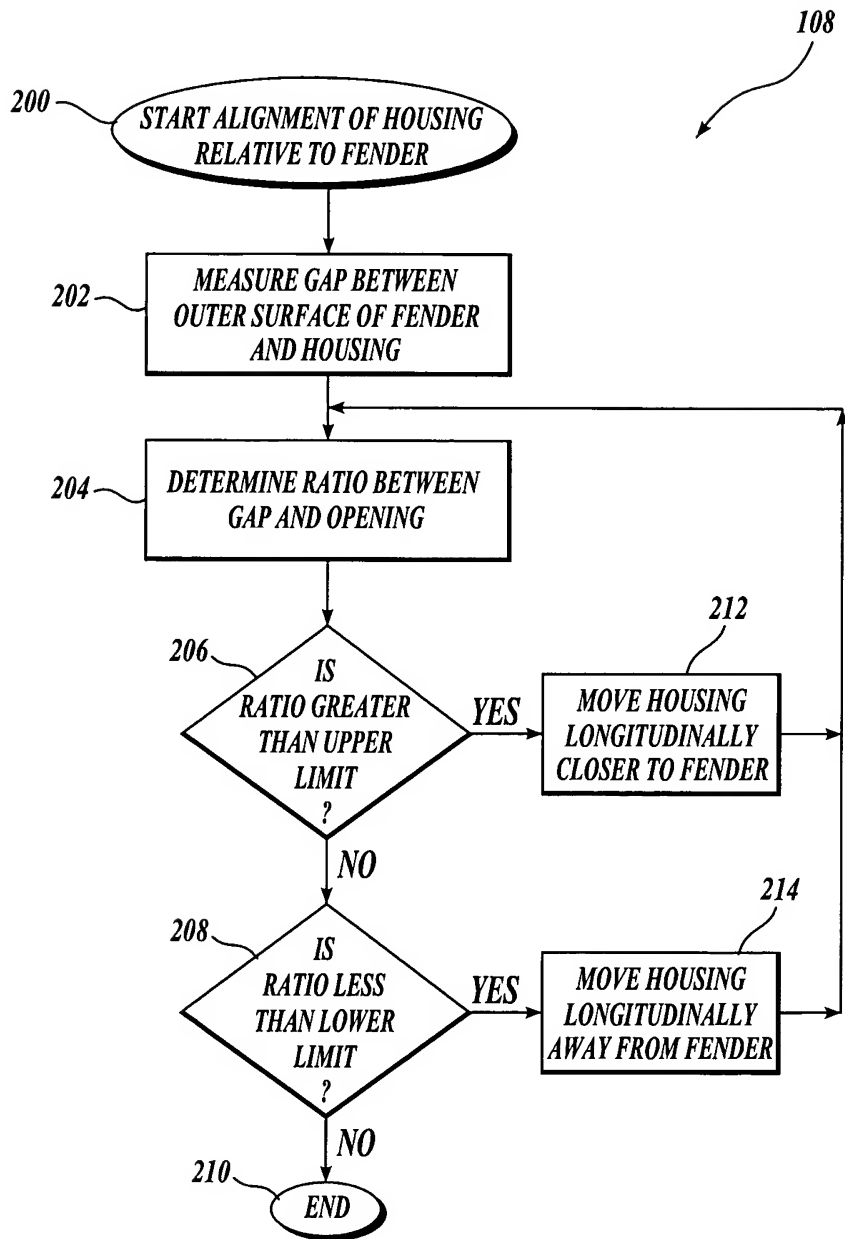 108
200
START ALIGNMENT OF HOUSING
RELATIVE TO FENDER
202
MEASURE GAP BETWEEN
OUTER SURFACE OF FENDER
AND HOUSING
204
DETERMINE RATIO BETWEEN
GAP AND OPENING
206
IS
RATIO GREATER
THAN UPPER
LIMIT
?
YES
212
MOVE HOUSING
LONGITUDINALLY
CLOSER TO FENDER
NO
208
IS
RATIO LESS
THAN LOWER
LIMIT
?
YES
214
MOVE HOUSING
LONGITUDINALLY
AWAY FROM FENDER
NO
210
END